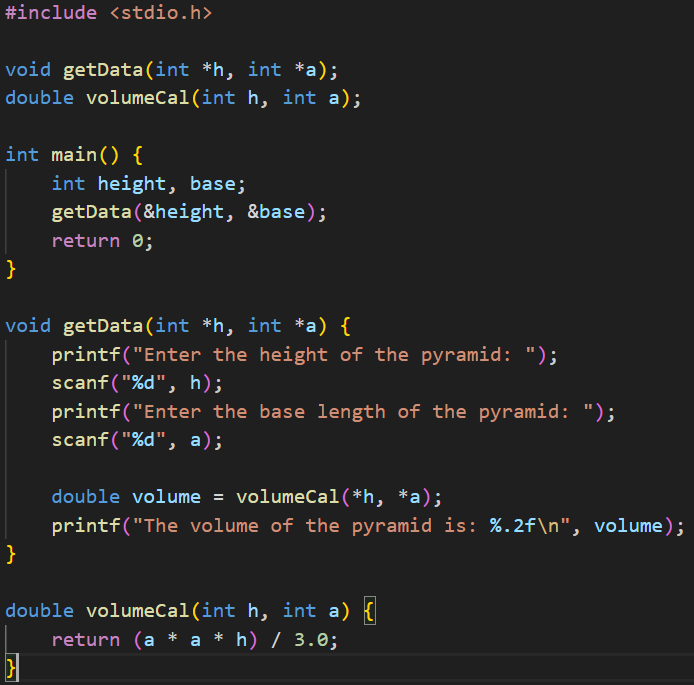 #include <stdio.h>

void getData(int *h, int *a);
double volumeCal(int h, int a);

int main() {
    int height, base;
    getData(&height, &base);
    return 0;
}

void getData(int *h, int *a) {
    printf("Enter the height of the pyramid: ");
    scanf("%d", h);
    printf("Enter the base length of the pyramid: ");
    scanf("%d", a);

    double volume = volumeCal(*h, *a);
    printf("The volume of the pyramid is: %.2f\n", volume);
}

double volumeCal(int h, int a) {
    return (a * a * h) / 3.0;
}